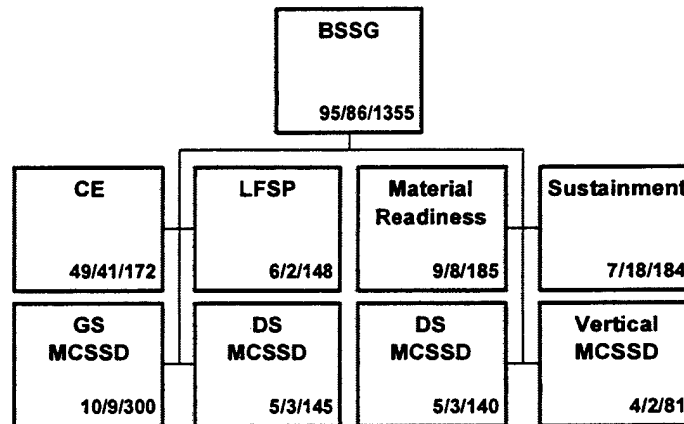 BSSG
95/86/1355
CE
49/41/172
LFSP
6/2/148
Material
Readiness
9/8/185
Sustainment
7/18/184
GS
MCSSD
10/9/300
DS
MCSSD
5/3/145
DS
MCSSD
5/3/140
Vertical
MCSSD
4/2/81